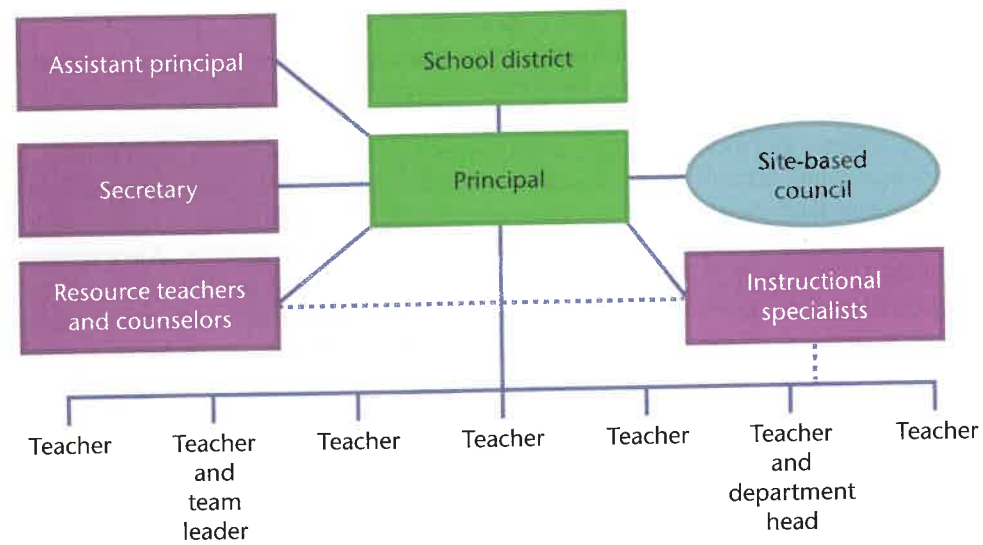 Assistant principal
School district
Secretary
Principal
Site-based
council
Resource teachers
and counselors
Instructional
specialists
Teacher
Teacher
and
team
leader
Teacher
Teacher
Teacher
Teacher
and
department
head
Teacher